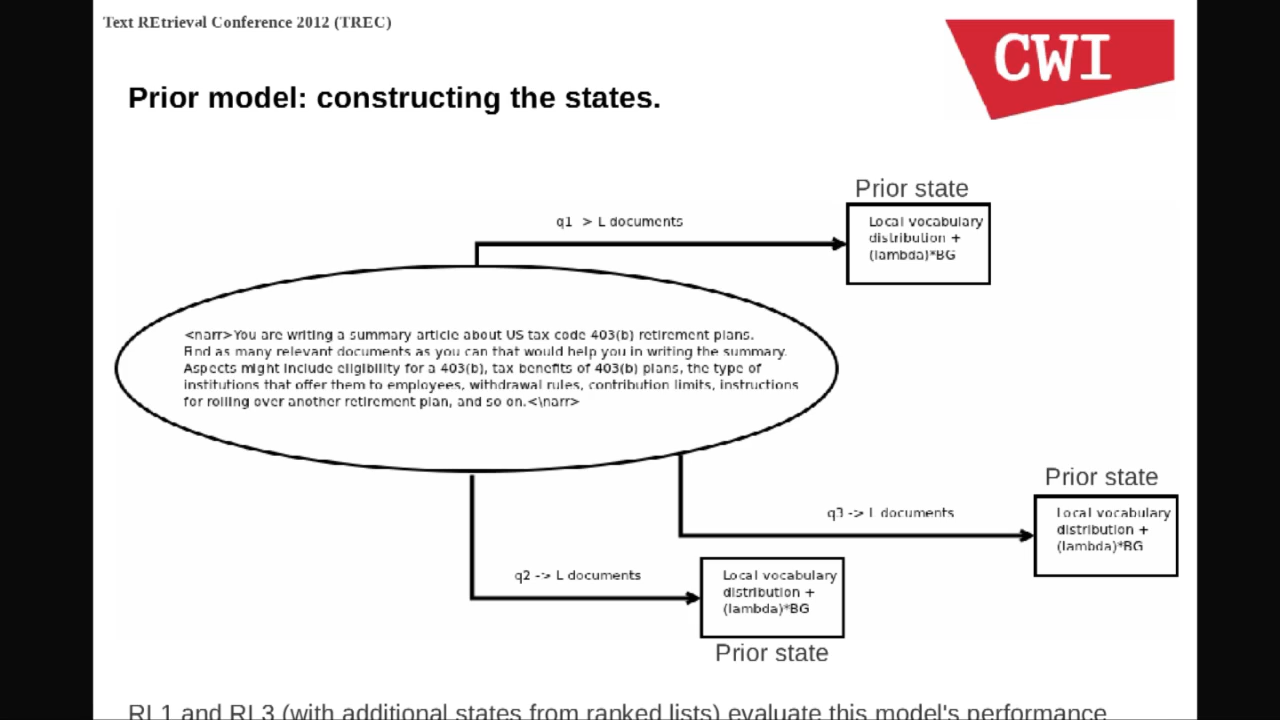 Text REtrieval Conference 2012 (TREC)
CWI
Prior model: constructing the states.
Prior state
q1 -> L documents
Local vocabulary
distribution +
(lambda)*BG
<narr>You are writing a summary article about US tax code 403(b) retirement plans.
Find as many relevant documents as you can that would help you in writing the summary.
Aspects might include eligibility for a 403(b), tax benefits of 403(b) plans, the type of
institutions that offer them to employees, withdrawal rules, contribution limits, instructions
for rolling over another retirement plan, and so on.<\narr>
Prior state
q3 -> L documents
Local vocabulary
distribution +
(lambda)*BG
q2 -> L documents
Local vocabulary
distribution +
(lambda)*BG
Prior state
RL1 and RL3 (with additional states from ranked lists) evaluate this model's performance